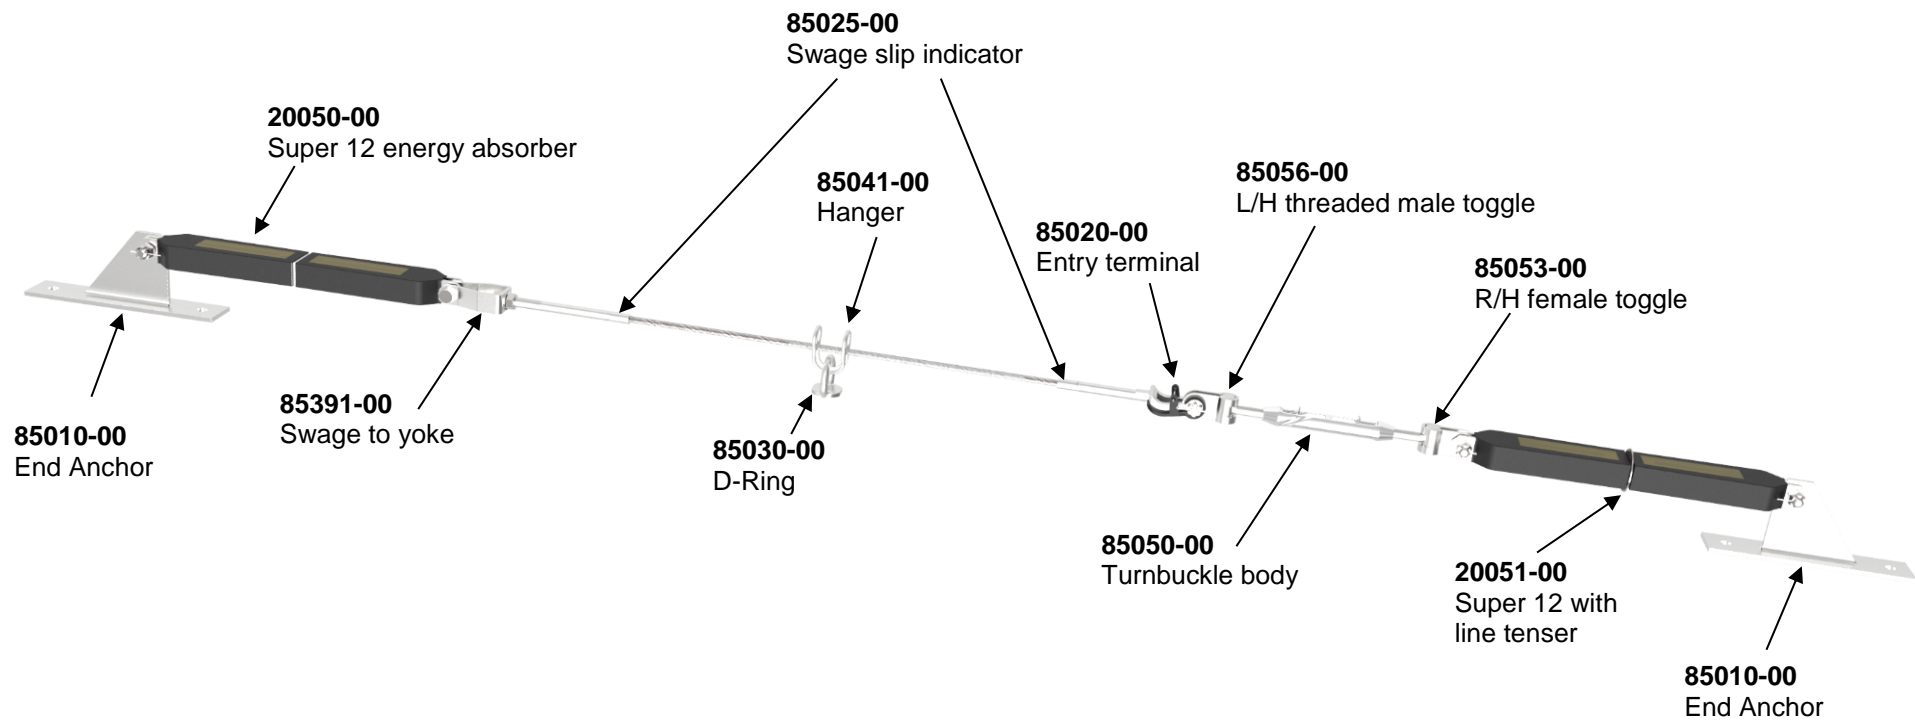 85025-00
Swage slip indicator
20050-00
Super 12 energy absorber
85041-00
Hanger
85056-00
L/H threaded male toggle
85020-00
Entry terminal
85053-00
R/H female toggle
85010-00
End Anchor
85391-00
Swage to yoke
85030-00
D-Ring
85050-00
Turnbuckle body
20051-00
Super 12 with
line tenser
85010-00
End Anchor